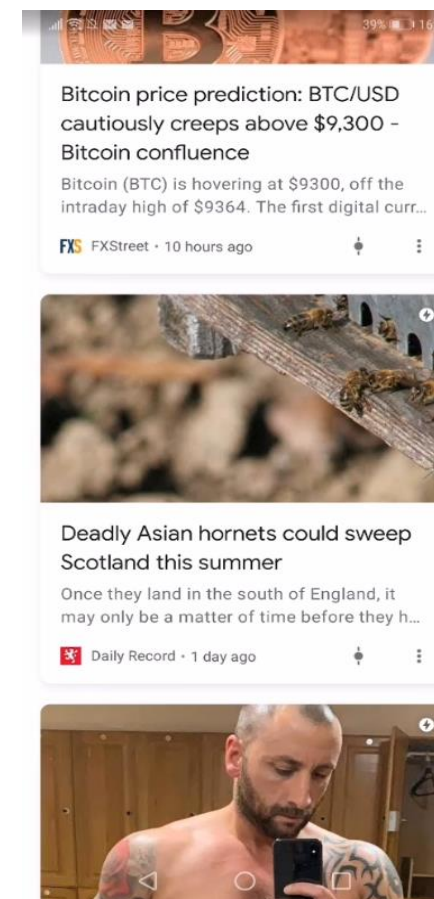 39% 16
Bitcoin price prediction: BTC/USD
cautiously creeps above $9,300 -
Bitcoin confluence
Bitcoin (BTC) is hovering at $9300, off the
intraday high of $9364. The first digital curr...
FXS FXStreet · 10 hours ago
Deadly Asian hornets could sweep
Scotland this summer
Once they land in the south of England, it
may only be a matter of time before they h...
Daily Record · 1 day ago